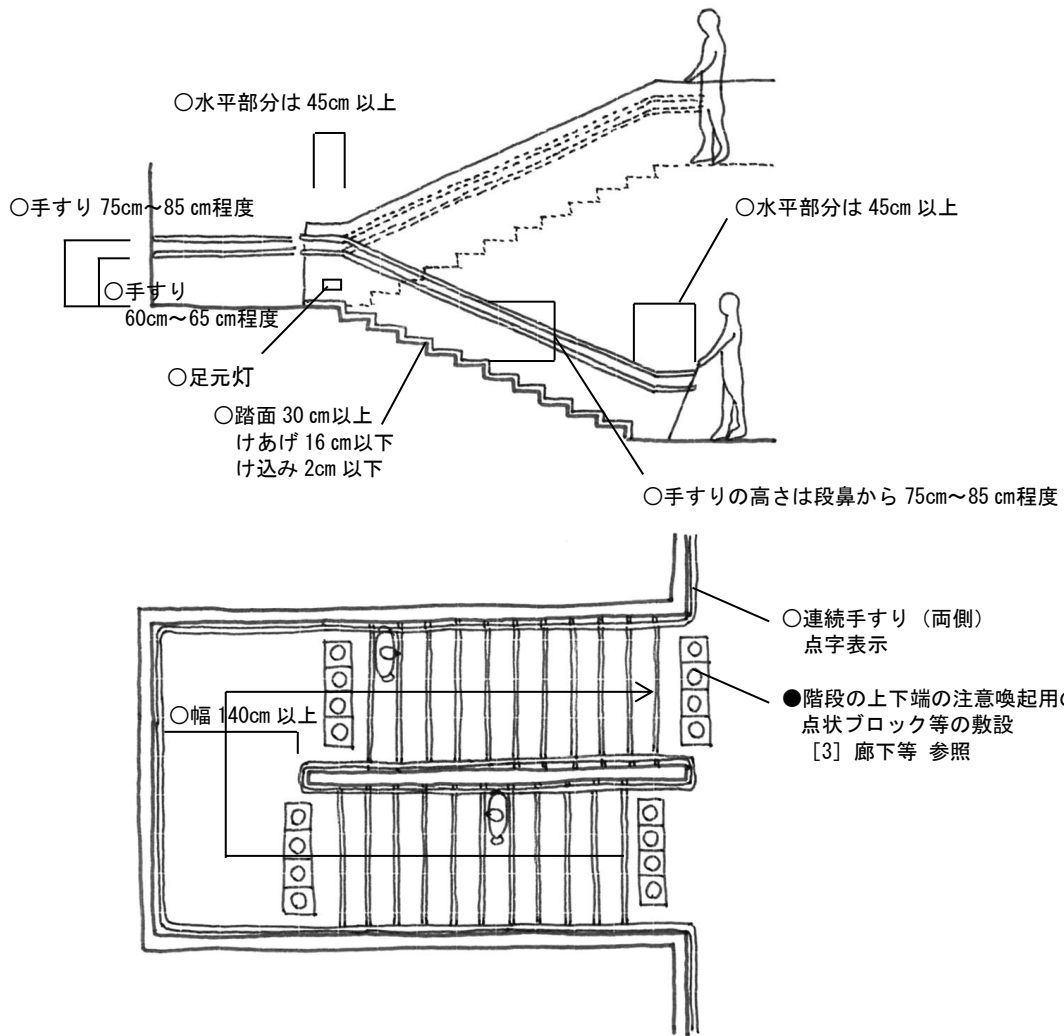 ○水平部分は 45cm 以上
○手すり 75cm～85 cm程度
○水平部分は 45cm 以上
○手すり
60cm～65 cm程度
○足元灯
○踏面 30 cm以上
けあげ 16 cm以下
け込み 2cm 以下
○手すりの高さは段鼻から 75cm～85 cm程度
○連続手すり（両側）
点字表示
○幅 140cm 以上
●階段の上下端の注意喚起用の
点状ブロック等の敷設
［3］廊下等 参照